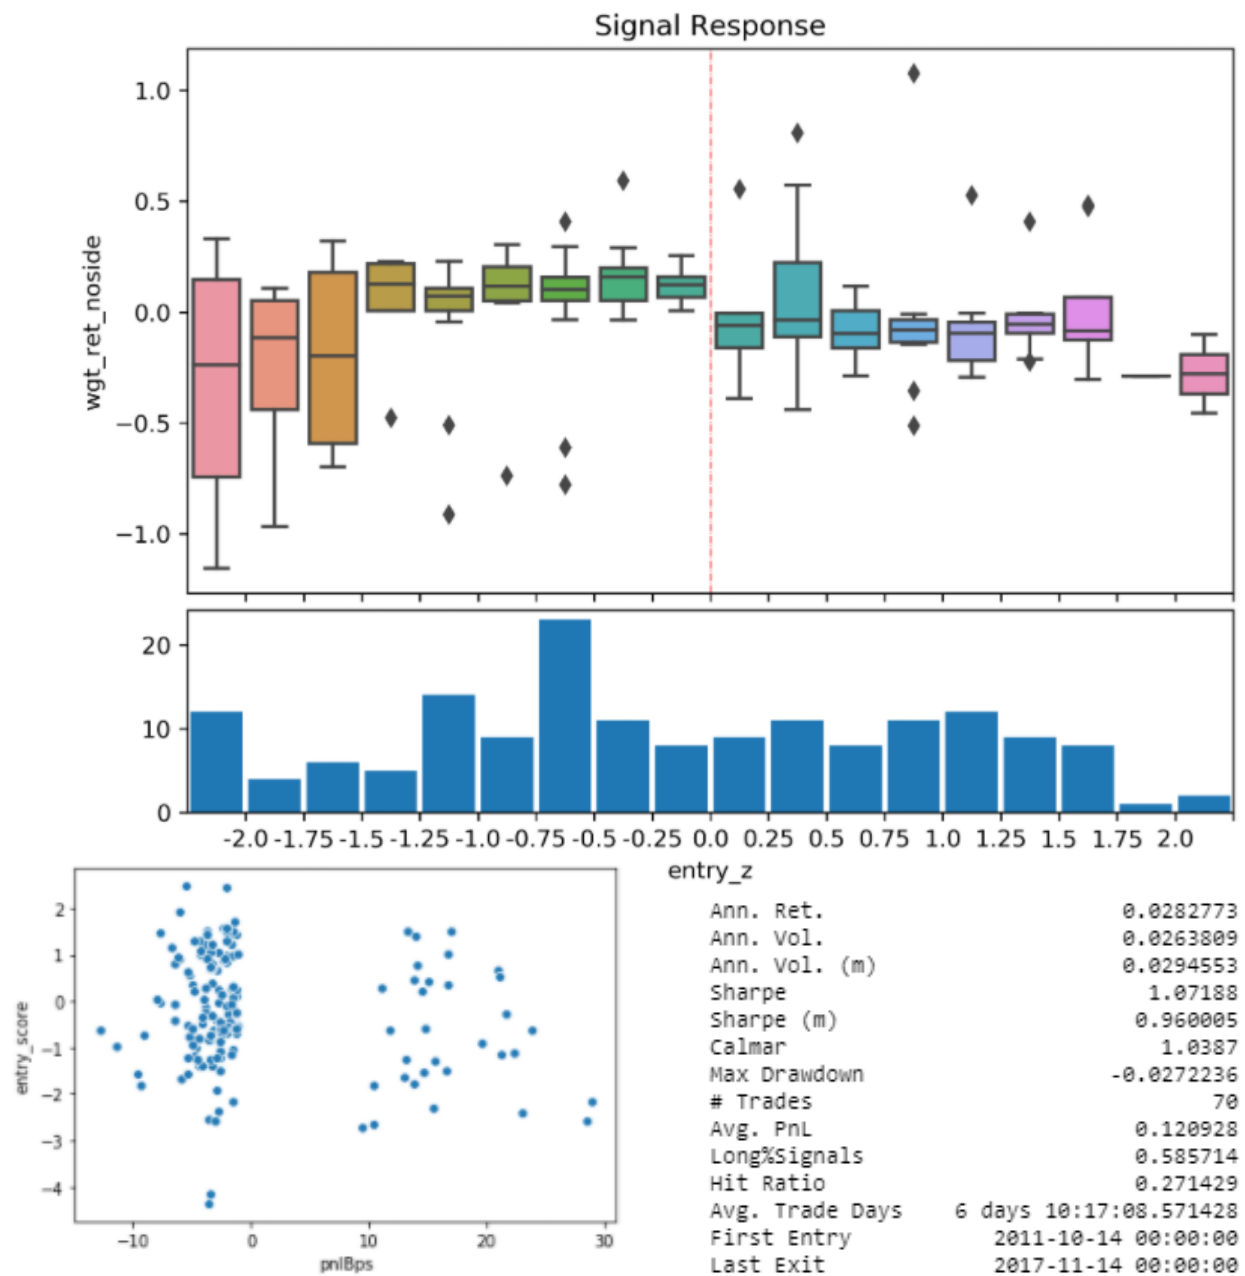 Signal Response
1.0
0.5
0.0
−0.5
−1.0
wgt_ret_noside
20
10
0
-2.0 -1.75 -1.5 -1.25 -1.0 -0.75 -0.5 -0.25 0.0 0.25 0.5 0.75 1.0 1.25 1.5 1.75 2.0
entry_z
2
1
0
−1
−2
−3
−4
entry_score
−10 0 10 20 30
pnlBps
Ann. Ret. 0.0282773
Ann. Vol. 0.0263809
Ann. Vol. (m) 0.0294553
Sharpe 1.07188
Sharpe (m) 0.960005
Calmar 1.0387
Max Drawdown -0.0272236
# Trades 70
Avg. PnL 0.120928
Long%Signals 0.585714
Hit Ratio 0.271429
Avg. Trade Days 6 days 10:17:08.571428
First Entry 2011-10-14 00:00:00
Last Exit 2017-11-14 00:00:00